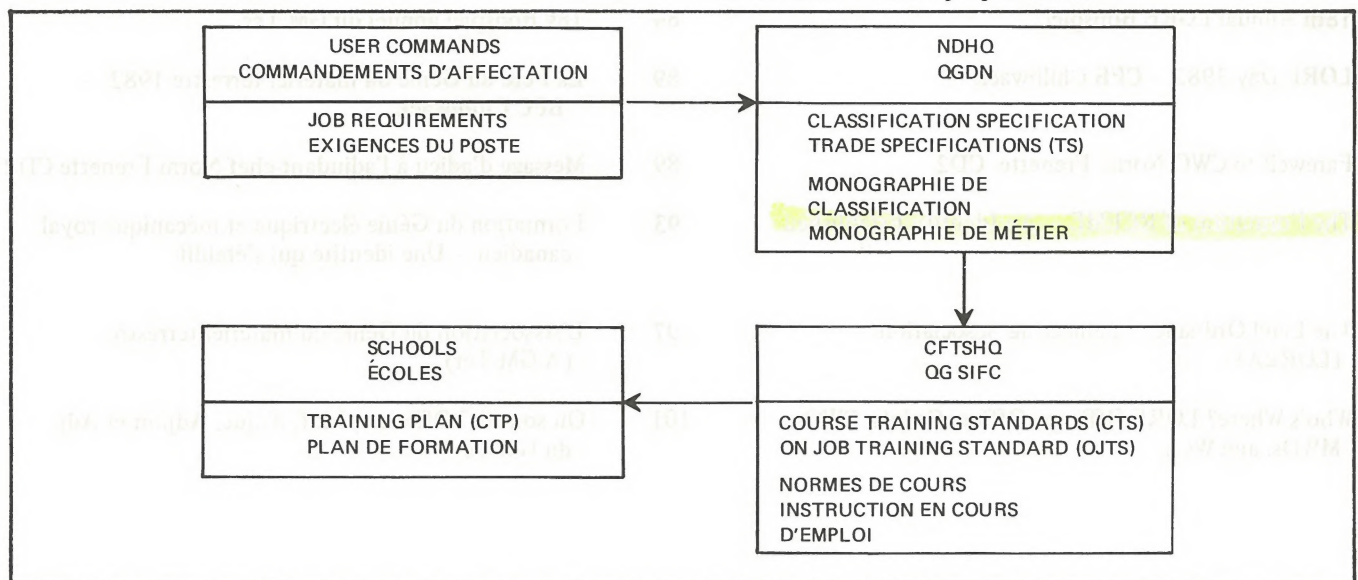 USER COMMANDS
COMMANDEMENTS D'AFFECTATION
JOB REQUIREMENTS
EXIGENCES DU POSTE
NDHQ
QGDN
CLASSIFICATION SPECIFICATION
TRADE SPECIFICATIONS (TS)
MONOGRAPHIE DE
CLASSIFICATION
MONOGRAPHIE DE MÉTIER
SCHOOLS
ÉCOLES
TRAINING PLAN (CTP)
PLAN DE FORMATION
CFTSHQ
QG SIFC
COURSE TRAINING STANDARDS (CTS)
ON JOB TRAINING STANDARD (OJTS)
NORMES DE COURS
INSTRUCTION EN COURS
D'EMPLOI